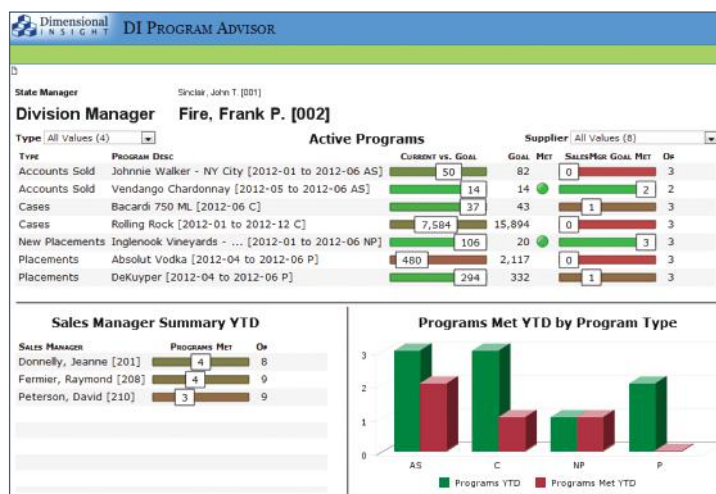 Dimensional INSIGHT DI PROGRAM ADVISOR
State Manager Sinclair, John T. [001]
Division Manager Fire, Frank P. [002]
Type All Values (4) Active Programs Supplier All Values (8)
TYPE PROGRAM DESC CURRENT VS. GOAL GOAL MET SALESMGR GOAL MET OF
Accounts Sold Johnnie Walker - NY City [2012-01 to 2012-06 AS] 50 82 0 3
Accounts Sold Vendango Chardonnay [2012-05 to 2012-06 AS] 14 14 2 2
Cases Bacardi 750 ML [2012-06 C] 37 43 1 3
Cases Rolling Rock [2012-01 to 2012-12 C] 7,584 15,894 0 3
New Placements Inglenook Vineyards - ... [2012-01 to 2012-06 NP] 106 20 3 3
Placements Absolut Vodka [2012-04 to 2012-06 P] 480 2,117 0 3
Placements DeKuyper [2012-04 to 2012-06 P] 294 332 1 3
Sales Manager Summary YTD
SALES MANAGER PROGRAMS MET OF
Donnelly, Jeanne [201] 4 8
Fermier, Raymond [208] 4 9
Peterson, David [210] 3 9
Programs Met YTD by Program Type
3
2
1
0
AS C NP P
Programs YTD Programs Met YTD